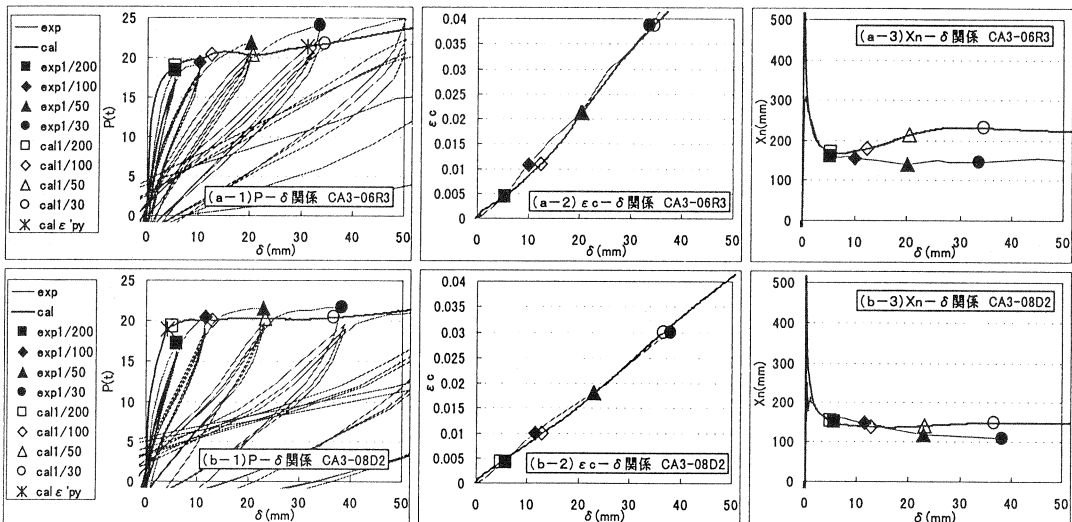 exp
cal
exp1/200
exp1/100
exp1/50
exp1/30
cal1/200
cal1/100
cal1/50
cal1/30
cal ε'py
P(t)
25
20
15
10
5
0
0 10 20 30 40 50
δ(mm)
(a-1)P-δ関係 CA3-06R3
εc
0.04
0.035
0.03
0.025
0.02
0.015
0.01
0.005
0
0 10 20 30 40 50
δ(mm)
(a-2)εc-δ関係 CA3-06R3
Xn(mm)
500
400
300
200
100
0
0 10 20 30 40 50
δ(mm)
(a-3)Xn-δ関係 CA3-06R3
exp
cal
exp1/200
exp1/100
exp1/50
exp1/30
cal1/200
cal1/100
cal1/50
cal1/30
cal ε'py
P(t)
25
20
15
10
5
0
0 10 20 30 40 50
δ(mm)
(b-1)P-δ関係 CA3-08D2
εc
0.04
0.035
0.03
0.025
0.02
0.015
0.01
0.005
0
0 10 20 30 40 50
δ(mm)
(b-2)εc-δ関係 CA3-08D2
Xn(mm)
500
400
300
200
100
0
0 10 20 30 40 50
δ(mm)
(b-3)Xn-δ関係 CA3-08D2